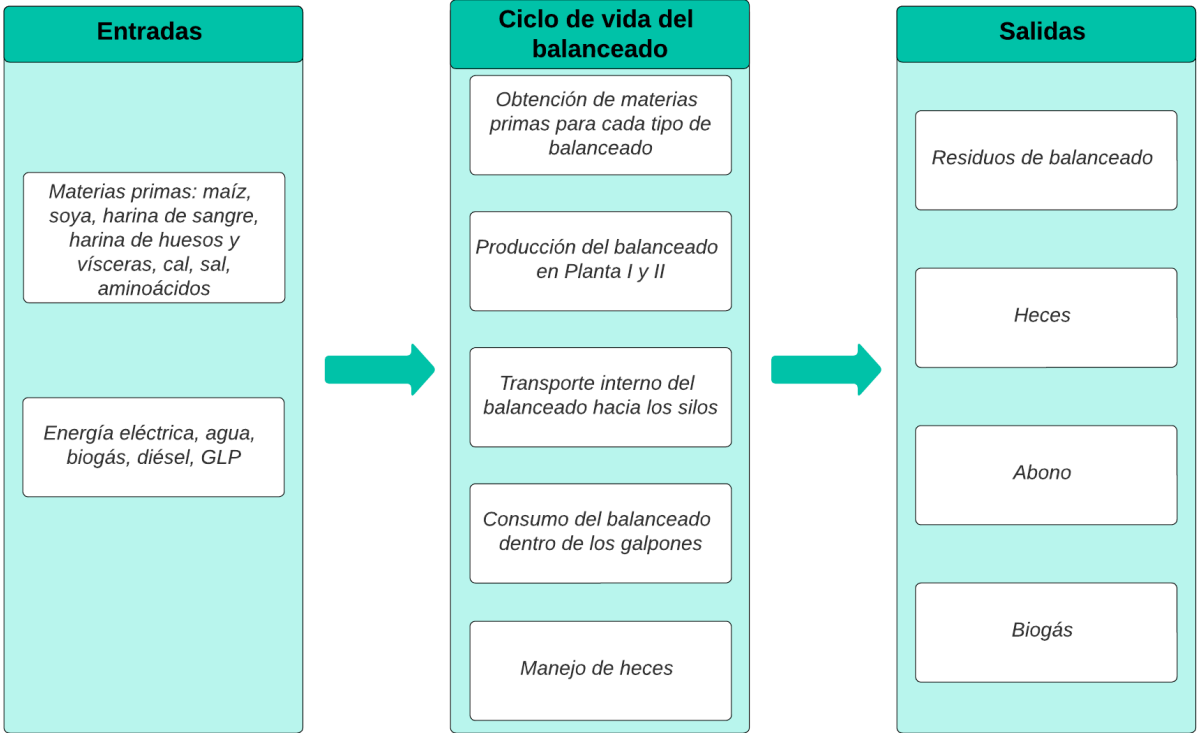 Entradas
Materias primas: maíz,
soya, harina de sangre,
harina de huesos y
vísceras, cal, sal,
aminoácidos
Energía eléctrica, agua,
biogás, diésel, GLP
Ciclo de vida del
balanceado
Obtención de materias
primas para cada tipo de
balanceado
Producción del balanceado
en Planta I y II
Transporte interno del
balanceado hacia los silos
Consumo del balanceado
dentro de los galpones
Manejo de heces
Salidas
Residuos de balanceado
Heces
Abono
Biogás